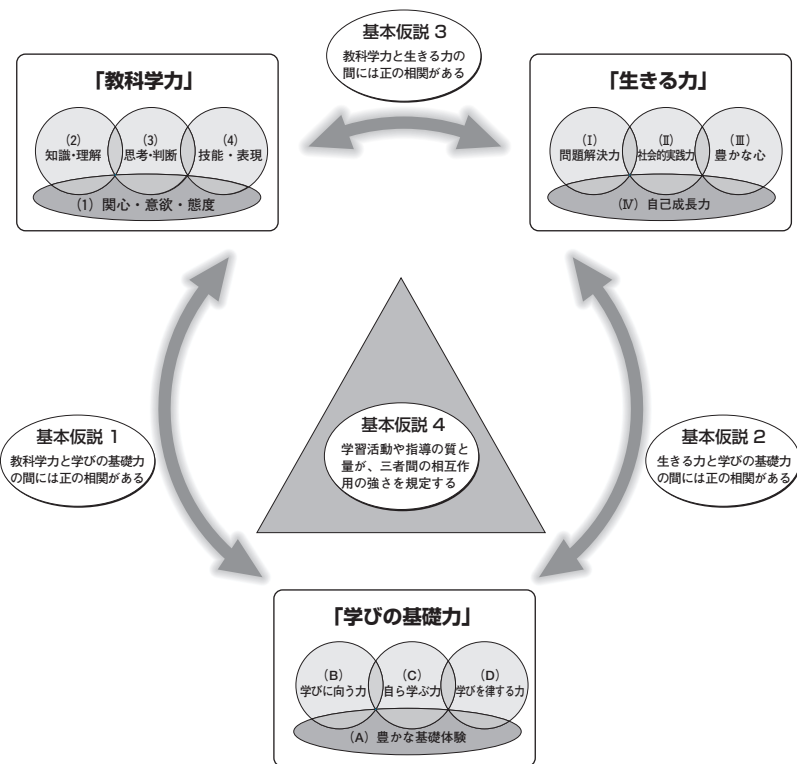 基本仮説 3
教科学力と生きる力の
間には正の相関がある
「教科学力」
(2)
知識・理解
(3)
思考・判断
(4)
技能・表現
(1) 関心・意欲・態度
「生きる力」
(Ⅰ)
問題解決力
(Ⅱ)
社会的実践力
(Ⅲ)
豊かな心
(Ⅳ) 自己成長力
基本仮説 1
教科学力と学びの基礎力
の間には正の相関がある
基本仮説 4
学習活動や指導の質と
量が、三者間の相互作
用の強さを規定する
基本仮説 2
生きる力と学びの基礎力
の間には正の相関がある
「学びの基礎力」
(B)
学びに向う力
(C)
自ら学ぶ力
(D)
学びを律する力
(A) 豊かな基礎体験